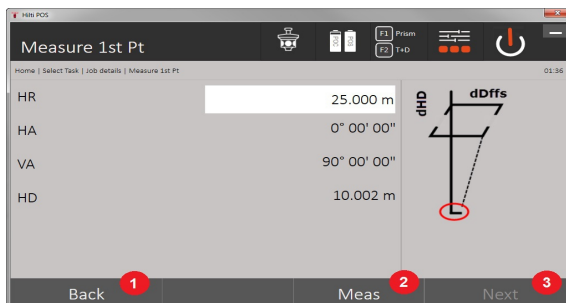 Hilti POS
Measure 1st Pt
POC
POS
F1 Prism
F2 T+D
Home | Select Task | Job details | Measure 1st Pt
01:36
HR 25.000 m
HA 0° 00' 00"
VA 90° 00' 00"
HD 10.002 m
dHD
dDffs
1
2
3
Back Meas Next